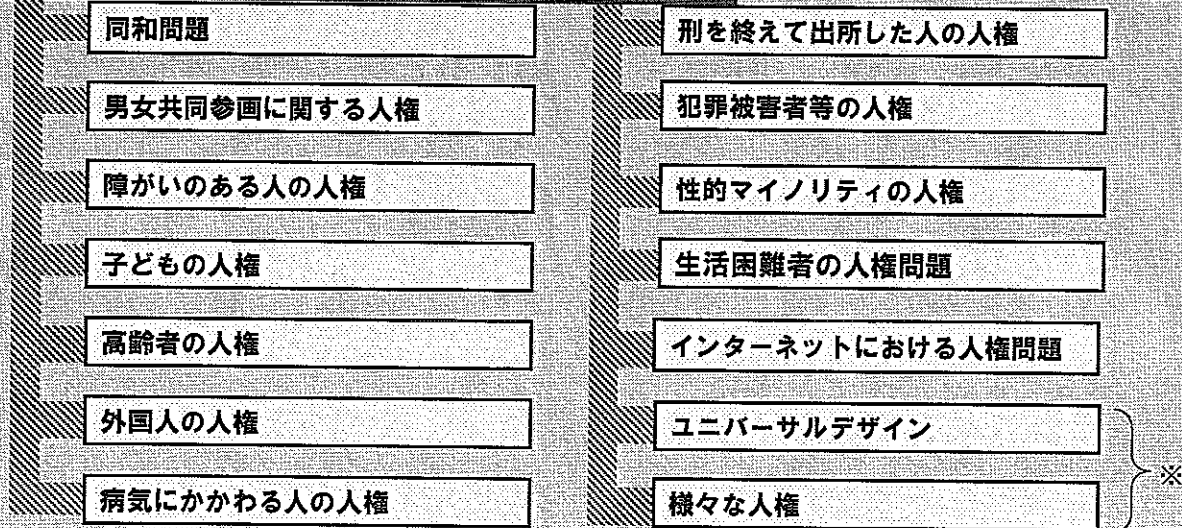 同和問題
男女共同参画に関する人権
障がいのある人の人権
子どもの人権
高齢者の人権
外国人の人権
病気にかかわる人の人権
刑を終えて出所した人の人権
犯罪被害者等の人権
性的マイノリティの人権
生活困難者の人権問題
インターネットにおける人権問題
ユニバーサルデザイン
様々な人権
※